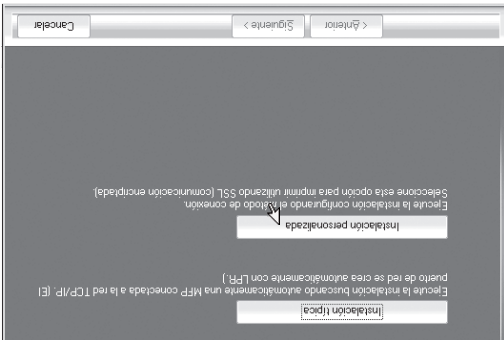 Instalación típica
Ejecute la instalación buscando automáticamente una MFP conectada a la red TCP/IP. (El
puerto de red se crea automáticamente con LPR.)
Instalación personalizada
Ejecute la instalación configurando el método de conexión.
Seleccione esta opción para imprimir utilizando SSL (comunicación encriptada).
< Anterior
Siguiente >
Cancelar